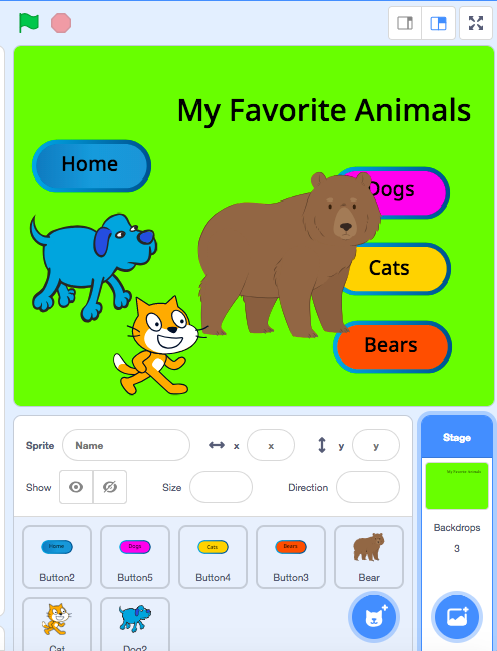 My Favorite Animals
Home
Dogs
Cats
Bears
Sprite
Name
x
x
y
y
Show
Size
Direction
Stage
My Favorite Animals
Backdrops
3
Home
Dogs
Cats
Bears
Button2
Button5
Button4
Button3
Bear
Cat
Dog2